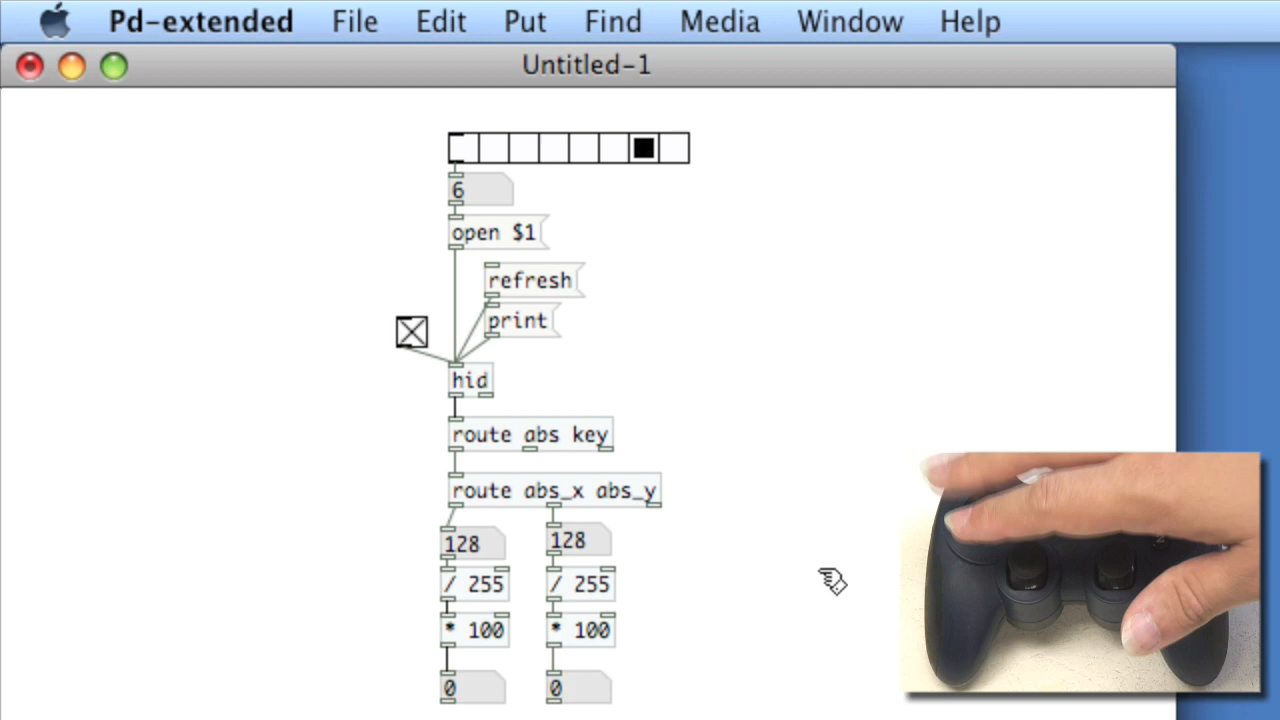 Pd-extended File Edit Put Find Media Window Help
Untitled-1
6
open $1
refresh
print
hid
route abs key
route abs_x abs_y
128 128
/ 255 / 255
* 100 * 100
0 0